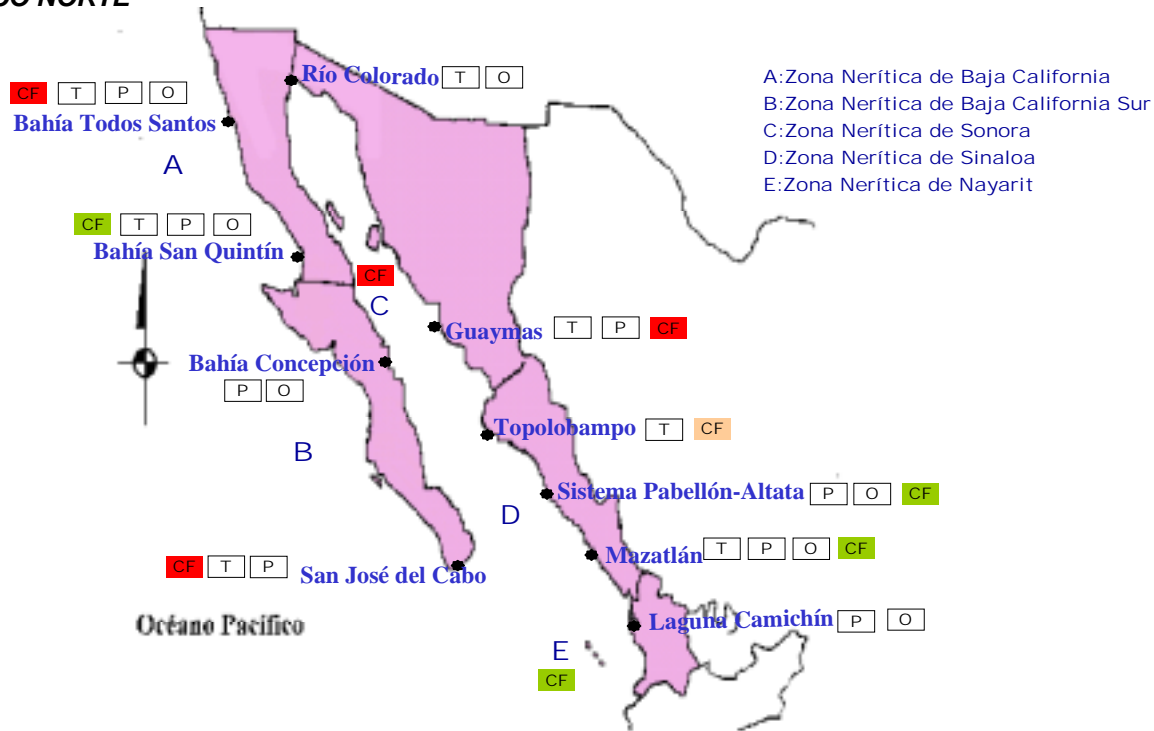 Río Colorado T O
CF T P O
Bahía Todos Santos
A
CF T P O
Bahía San Quintín
CF
C
Guaymas T P CF
Bahía Concepción
P O
B
Topolobampo T CF
Sistema Pabellón-Altata P O CF
D
Mazatlán T P O CF
CF T P San José del Cabo
Océano Pacifico
Laguna Camichín P O
E
CF
A:Zona Nerítica de Baja California
B:Zona Nerítica de Baja California Sur
C:Zona Nerítica de Sonora
D:Zona Nerítica de Sinaloa
E:Zona Nerítica de Nayarit